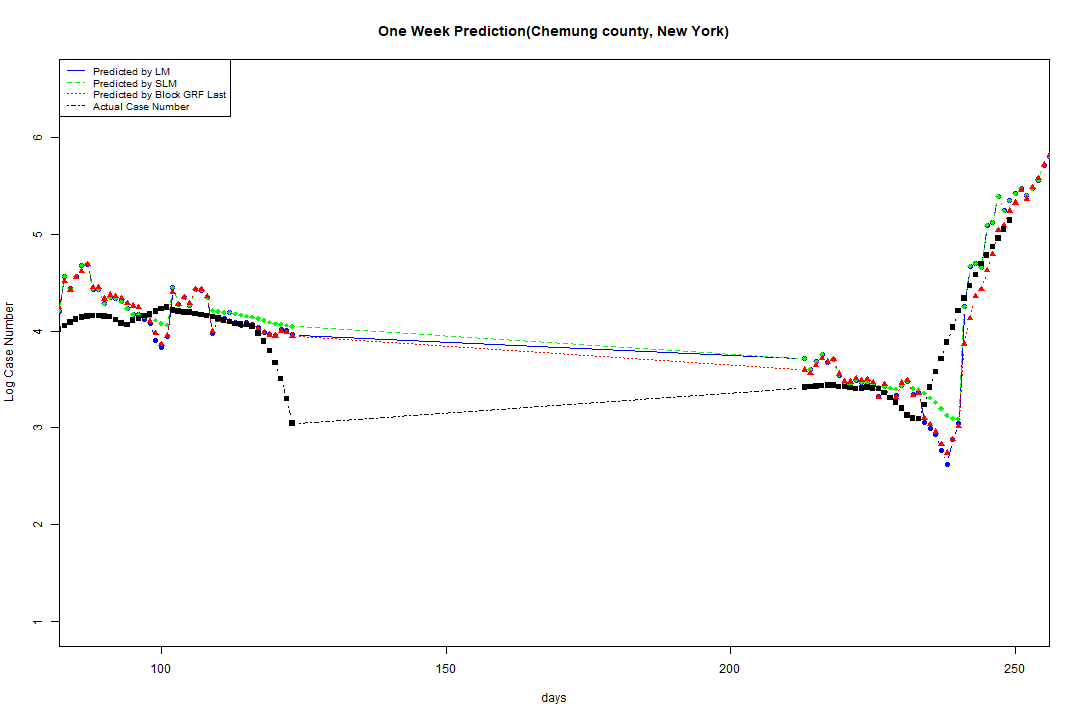 One Week Prediction(Chemung county, New York)
Predicted by LM
Predicted by SLM
Predicted by Block GRF Last
Actual Case Number
Log Case Number
6
5
4
3
2
1
100 150 200 250
days